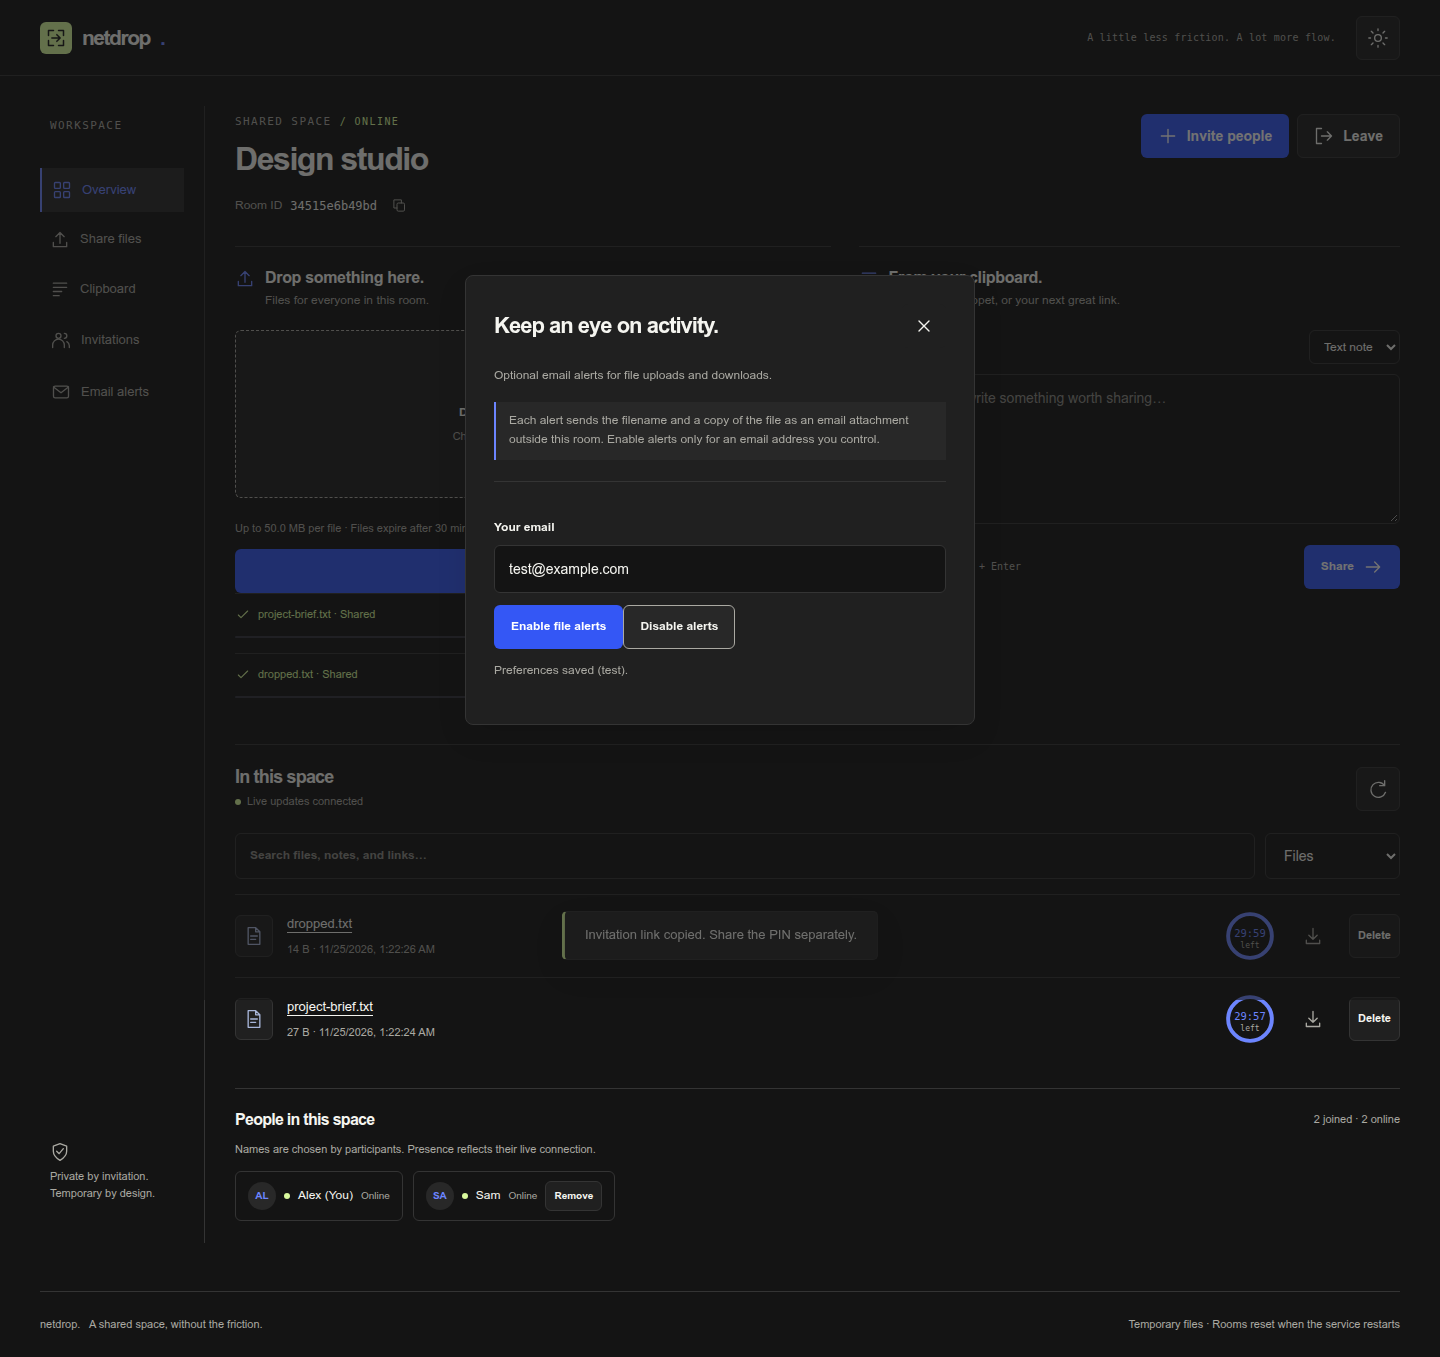 netdrop.
A little less friction. A lot more flow.
WORKSPACE
Overview
Share files
Clipboard
Invitations
Email alerts
Private by invitation.
Temporary by design.
SHARED SPACE / ONLINE
Design studio
Room ID 34515e6b49bd
Invite people
Leave
Drop something here.
Files for everyone in this room.
D
Ch
Up to 50.0 MB per file · Files expire after 30 min
project-brief.txt · Shared
dropped.txt · Shared
clipboard.
or your next great link.
Text note
write something worth sharing…
+ Enter
Share
Keep an eye on activity.
Optional email alerts for file uploads and downloads.
Each alert sends the filename and a copy of the file as an email attachment
outside this room. Enable alerts only for an email address you control.
Your email
test@example.com
Enable file alerts
Disable alerts
Preferences saved (test).
In this space
Live updates connected
Search files, notes, and links…
Files
dropped.txt
14 B · 11/25/2026, 1:22:26 AM
Invitation link copied. Share the PIN separately.
29:59
left
Delete
project-brief.txt
27 B · 11/25/2026, 1:22:24 AM
29:57
left
Delete
People in this space
2 joined · 2 online
Names are chosen by participants. Presence reflects their live connection.
AL Alex (You) Online
SA Sam Online Remove
netdrop. A shared space, without the friction.
Temporary files · Rooms reset when the service restarts